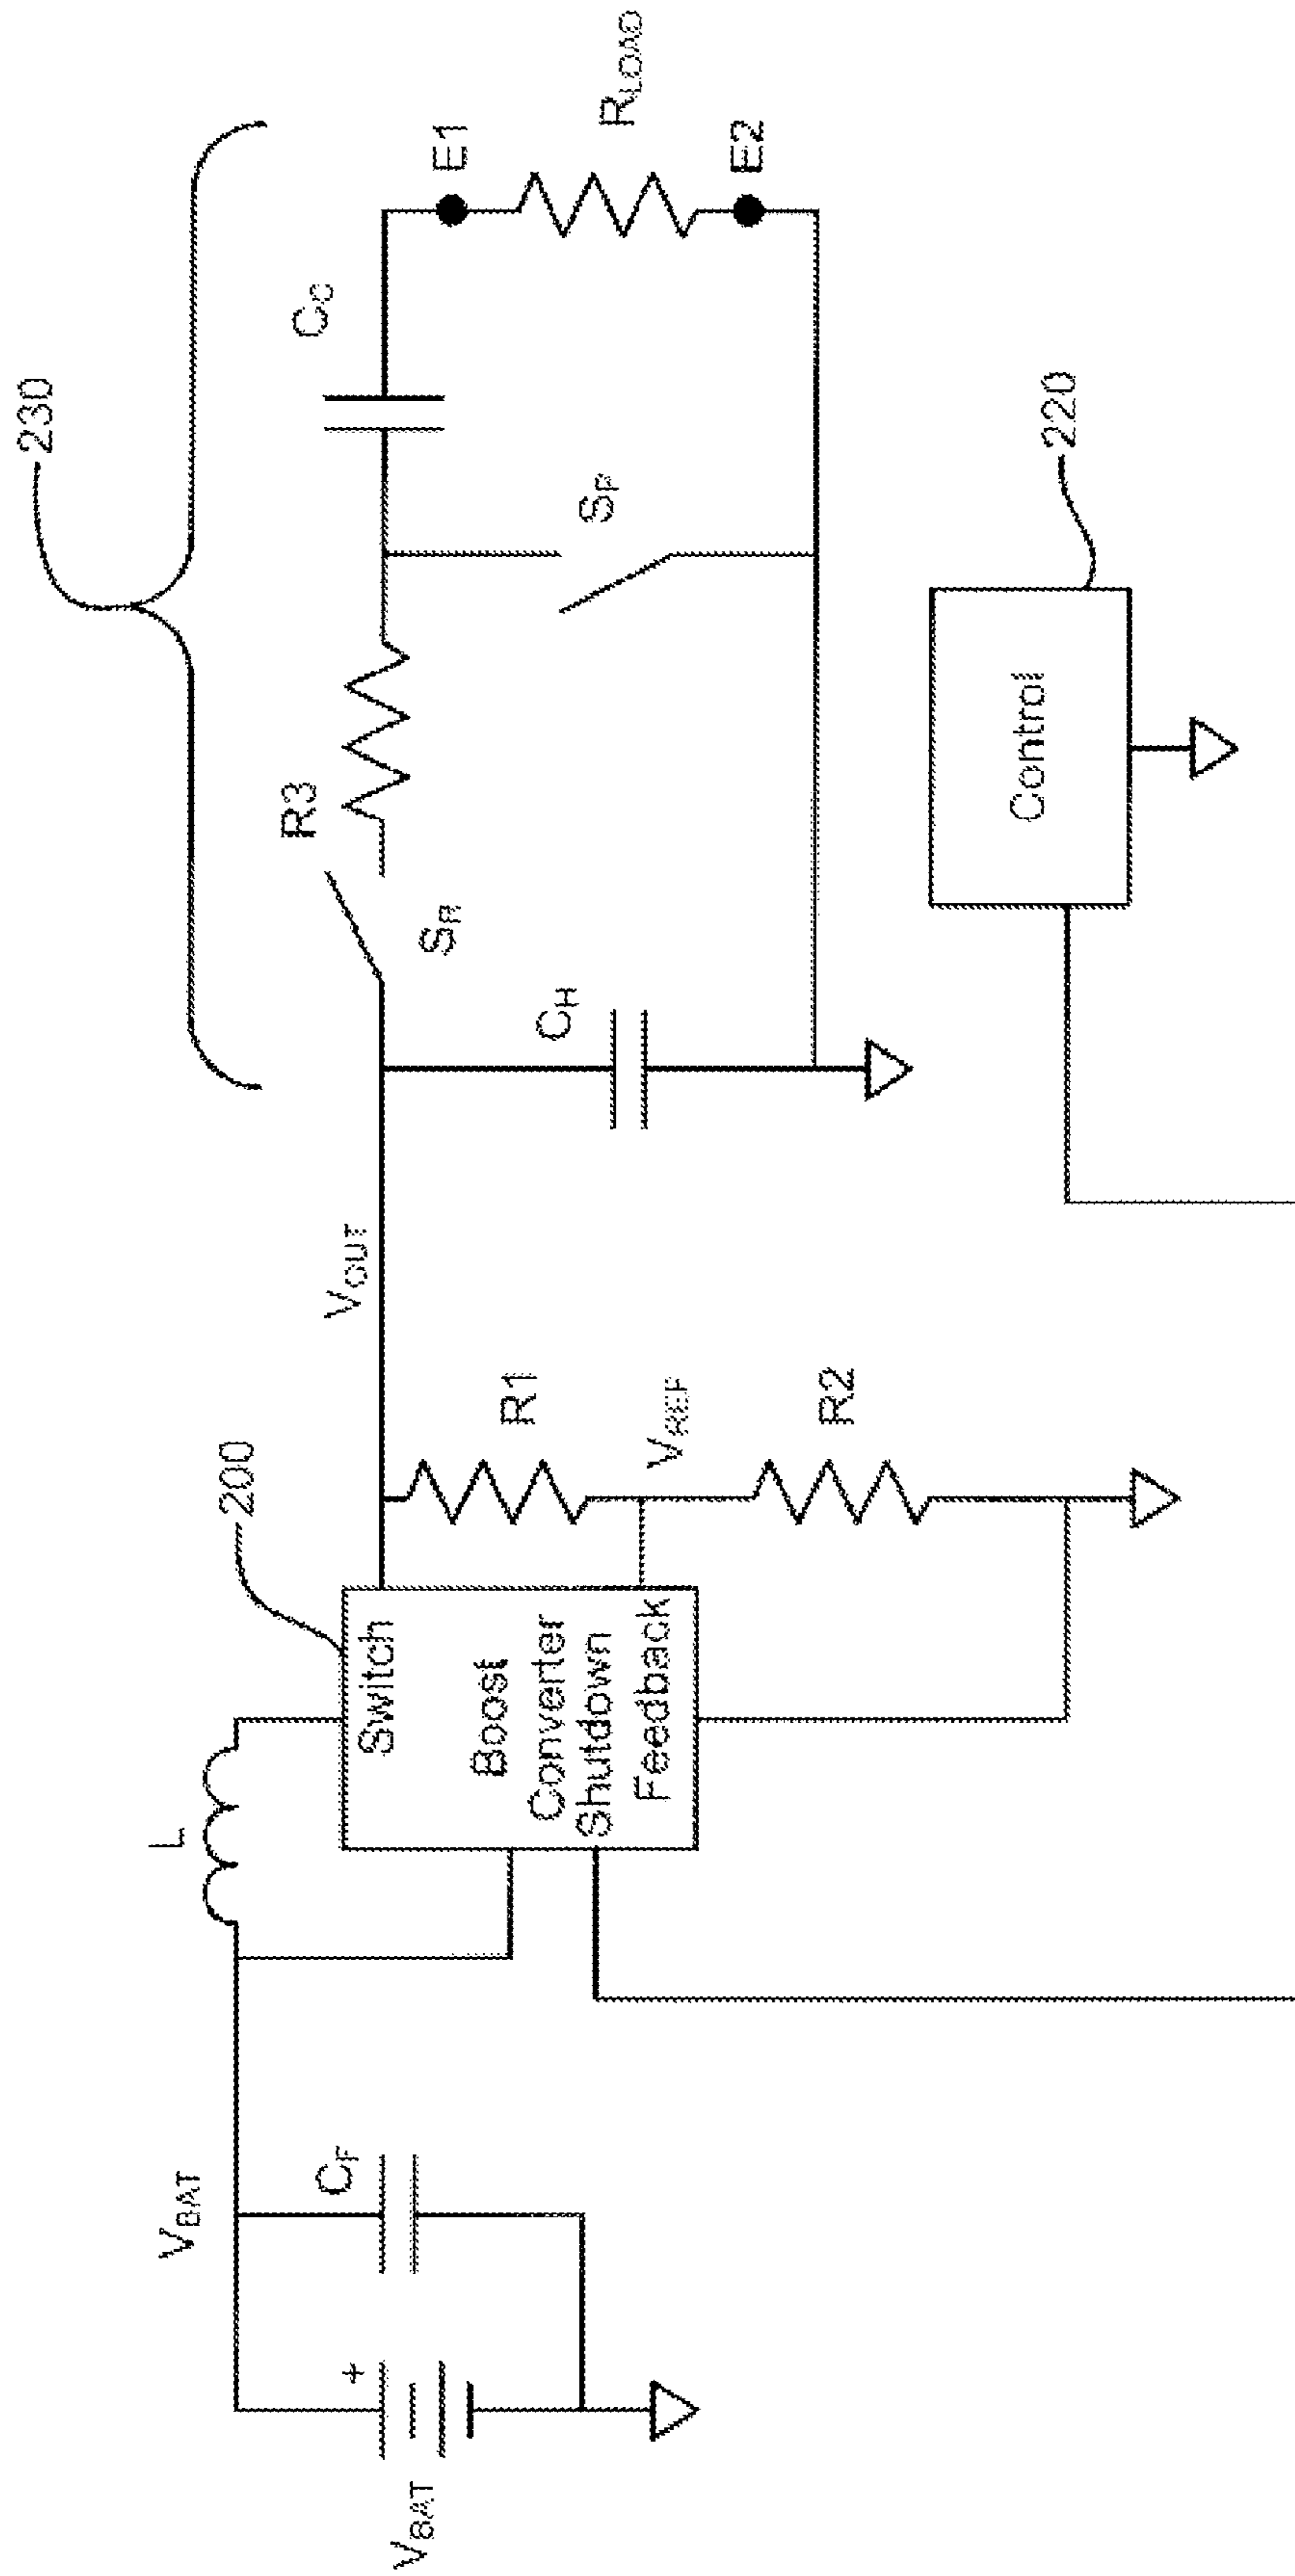 230
200
L
V_BAT
V_BAT
+
C_F
Switch
Boost
Converter
Shutdown
Feedback
V_OUT
R1
V_REF
R2
C_H
S_R
R3
S_P
C_C
E1
R_LOAD
E2
Control
220